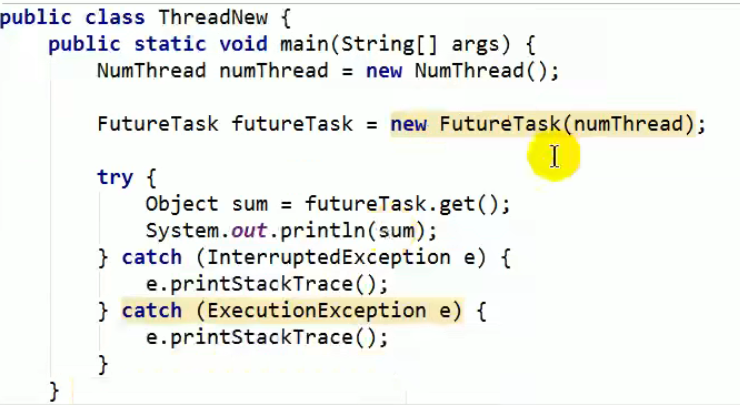 public class ThreadNew {
    public static void main(String[] args) {
        NumThread numThread = new NumThread();
        FutureTask futureTask = new FutureTask(numThread);
        try {
            Object sum = futureTask.get();
            System.out.println(sum);
        } catch (InterruptedException e) {
            e.printStackTrace();
        } catch (ExecutionException e) {
            e.printStackTrace();
        }
    }